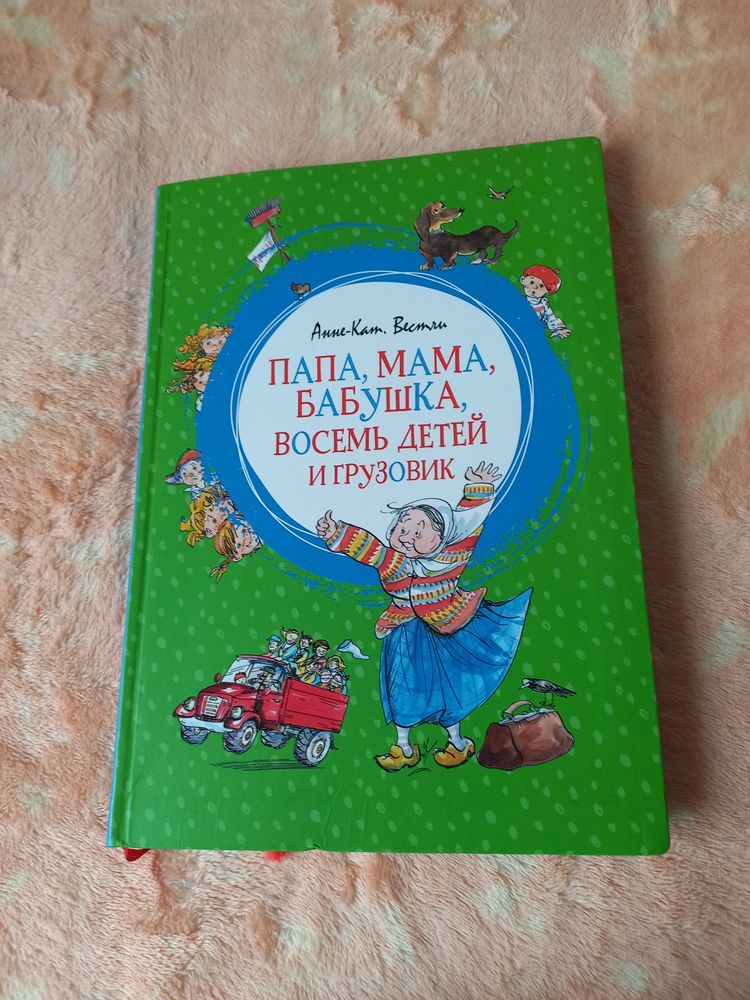 Анне-Кат. Вестли
ПАПА, МАМА,
БАБУШКА,
ВОСЕМЬ ДЕТЕЙ
И ГРУЗОВИК